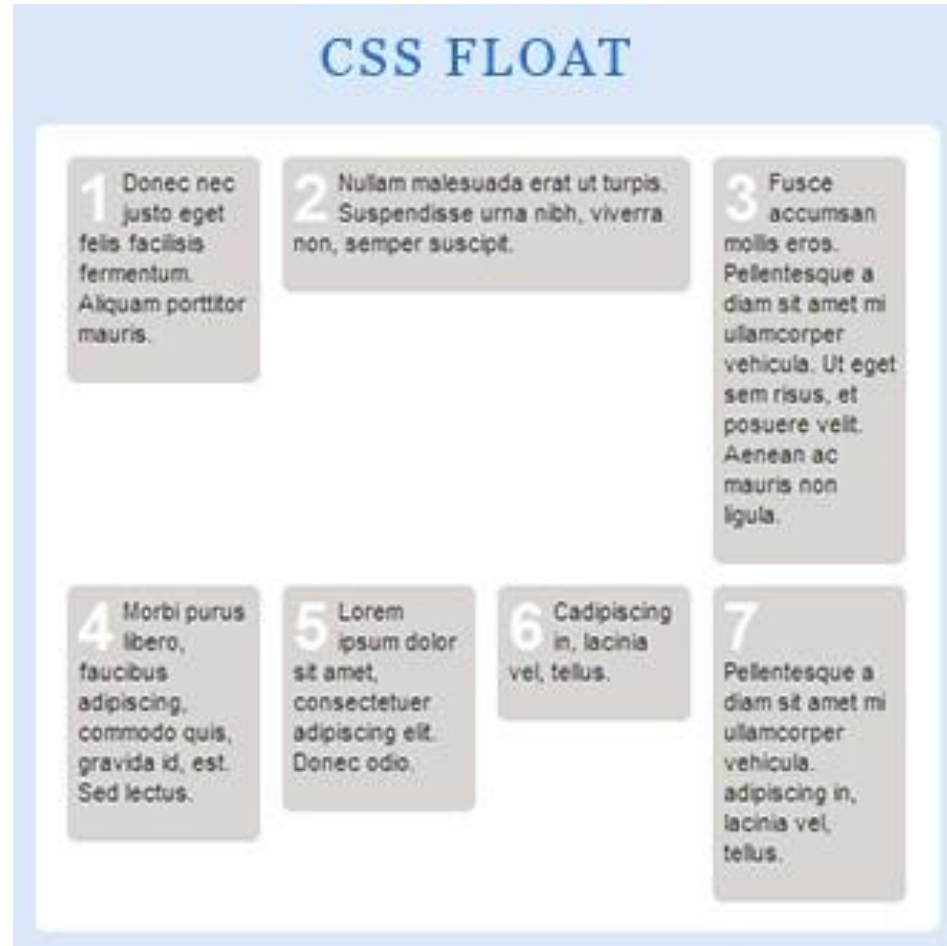 CSS FLOAT
1 Donec nec
justo eget
felis facilisis
fermentum.
Aliquam porttitor
mauris.
2 Nullam malesuada erat ut turpis.
Suspendisse urna nibh, viverra
non, semper suscipit.
3 Fusce
accumsan
mollis eros.
Pellentesque a
diam sit amet mi
ullamcorper
vehicula. Ut eget
sem risus, et
posuere velit.
Aenean ac
mauris non
ligula.
4 Morbi purus
libero,
faucibus
adipiscing,
commodo quis,
gravida id, est.
Sed lectus.
5 Lorem
ipsum dolor
sit amet,
consectetuer
adipiscing elit.
Donec odio.
6 Cadipiscing
in, lacinia
vel, tellus.
7
Pellentesque a
diam sit amet mi
ullamcorper
vehicula.
adipiscing in,
lacinia vel,
tellus.